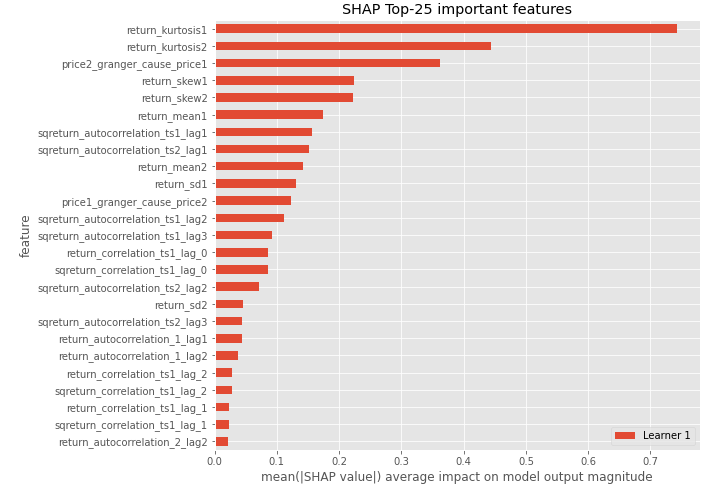 SHAP Top-25 important features
return_kurtosis1
return_kurtosis2
price2_granger_cause_price1
return_skew1
return_skew2
return_mean1
sqreturn_autocorrelation_ts1_lag1
sqreturn_autocorrelation_ts2_lag1
return_mean2
return_sd1
price1_granger_cause_price2
sqreturn_autocorrelation_ts1_lag2
sqreturn_autocorrelation_ts1_lag3
return_correlation_ts1_lag_0
sqreturn_correlation_ts1_lag_0
sqreturn_autocorrelation_ts2_lag2
return_sd2
sqreturn_autocorrelation_ts2_lag3
return_autocorrelation_1_lag1
return_autocorrelation_1_lag2
return_correlation_ts1_lag_2
sqreturn_correlation_ts1_lag_2
return_correlation_ts1_lag_1
sqreturn_correlation_ts1_lag_1
return_autocorrelation_2_lag2
feature
Learner 1
0.0 0.1 0.2 0.3 0.4 0.5 0.6 0.7
mean(|SHAP value|) average impact on model output magnitude